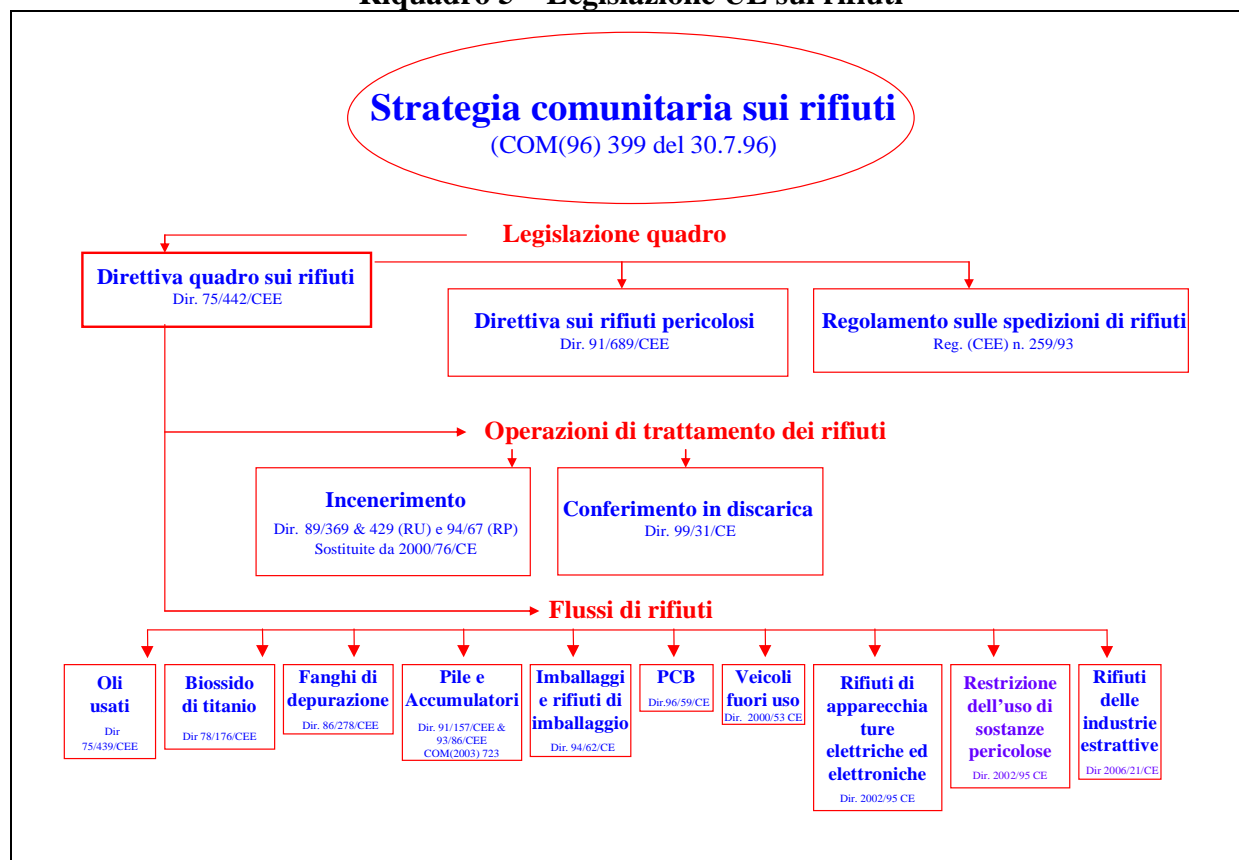 Riquadro 3 – Legislazione UE sui rifiuti
Strategia comunitaria sui rifiuti
(COM(96) 399 del 30.7.96)
Legislazione quadro
Direttiva quadro sui rifiuti
Dir. 75/442/CEE
Direttiva sui rifiuti pericolosi
Dir. 91/689/CEE
Regolamento sulle spedizioni di rifiuti
Reg. (CEE) n. 259/93
Operazioni di trattamento dei rifiuti
Incenerimento
Dir. 89/369 & 429 (RU) e 94/67 (RP)
Sostituite da 2000/76/CE
Conferimento in discarica
Dir. 99/31/CE
Flussi di rifiuti
Oli
usati
Dir
75/439/CEE
Biossido
di titanio
Dir 78/176/CEE
Fanghi di
depurazione
Dir. 86/278/CEE
Pile e
Accumulatori
Dir. 91/157/CEE &
93/86/CEE
COM(2003) 723
Imballaggi
e rifiuti di
imballaggio
Dir. 94/62/CE
PCB
Dir.96/59/CE
Veicoli
fuori uso
Dir. 2000/53 CE
Rifiuti di
apparecchia
ture
elettriche ed
elettroniche
Dir. 2002/95 CE
Restrizione
dell'uso di
sostanze
pericolose
Dir. 2002/95 CE
Rifiuti
delle
industrie
estrattive
Dir 2006/21/CE